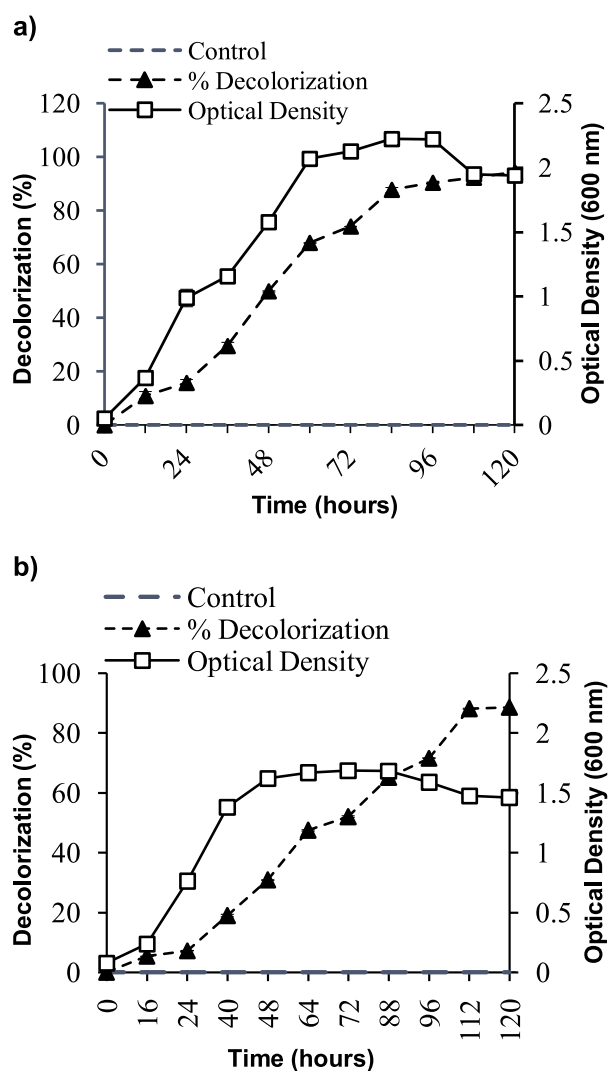 a)
Control
% Decolorization
Optical Density
120
100
80
60
40
20
0
Decolorization (%)
2.5
2
1.5
1
0.5
0
Optical Density (600 nm)
0 24 48 72 96 120
Time (hours)
b)
Control
% Decolorization
Optical Density
100
80
60
40
20
0
Decolorization (%)
2.5
2
1.5
1
0.5
0
Optical Density (600 nm)
0 16 24 40 48 64 72 88 96 112 120
Time (hours)